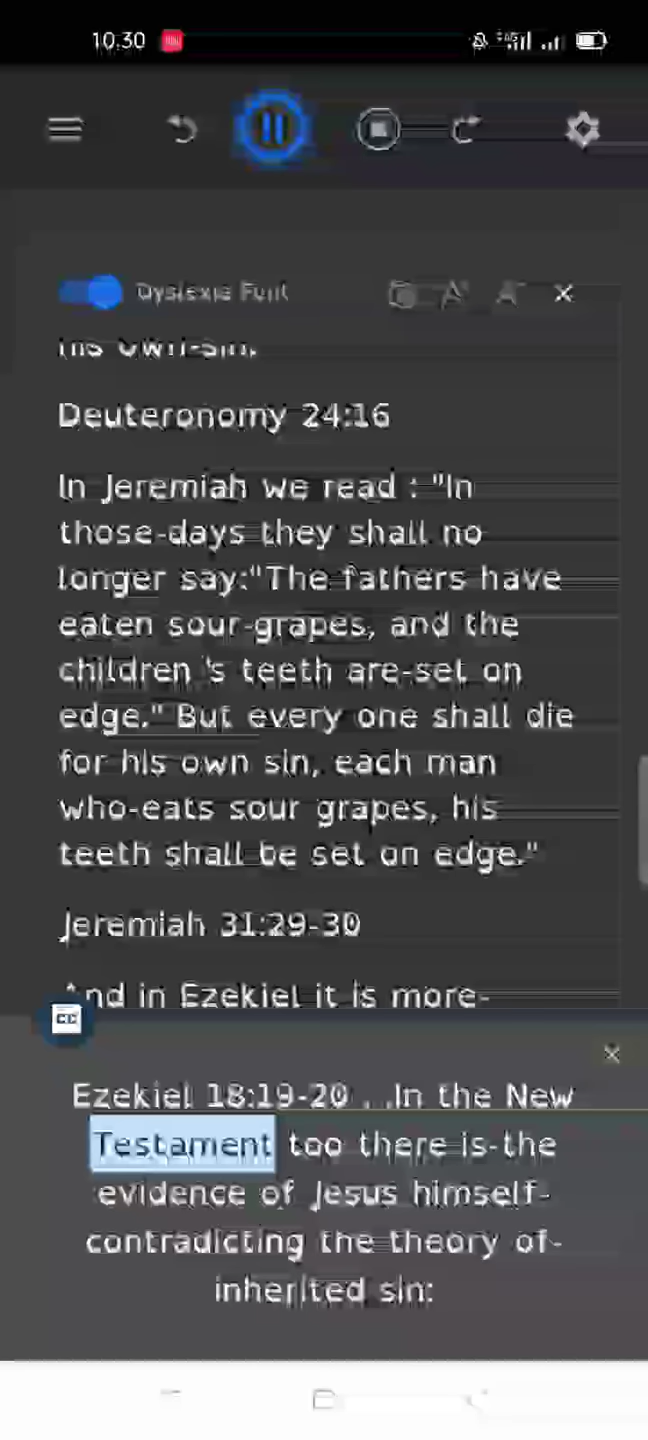 10.30
Dyslexia Font
his own-sin.
Deuteronomy 24:16
In Jeremiah we read : "In
those-days they shall no
longer say:"The fathers have
eaten sour-grapes, and the
children 's teeth are-set on
edge." But every one shall die
for his own sin, each man
who-eats sour grapes, his
teeth shall be set on edge."
Jeremiah 31:29-30
And in Ezekiel it is more-
CC
Ezekiel 18:19-20 . .In the New
Testament too there is-the
evidence of Jesus himself-
contradicting the theory of-
inherited sin: